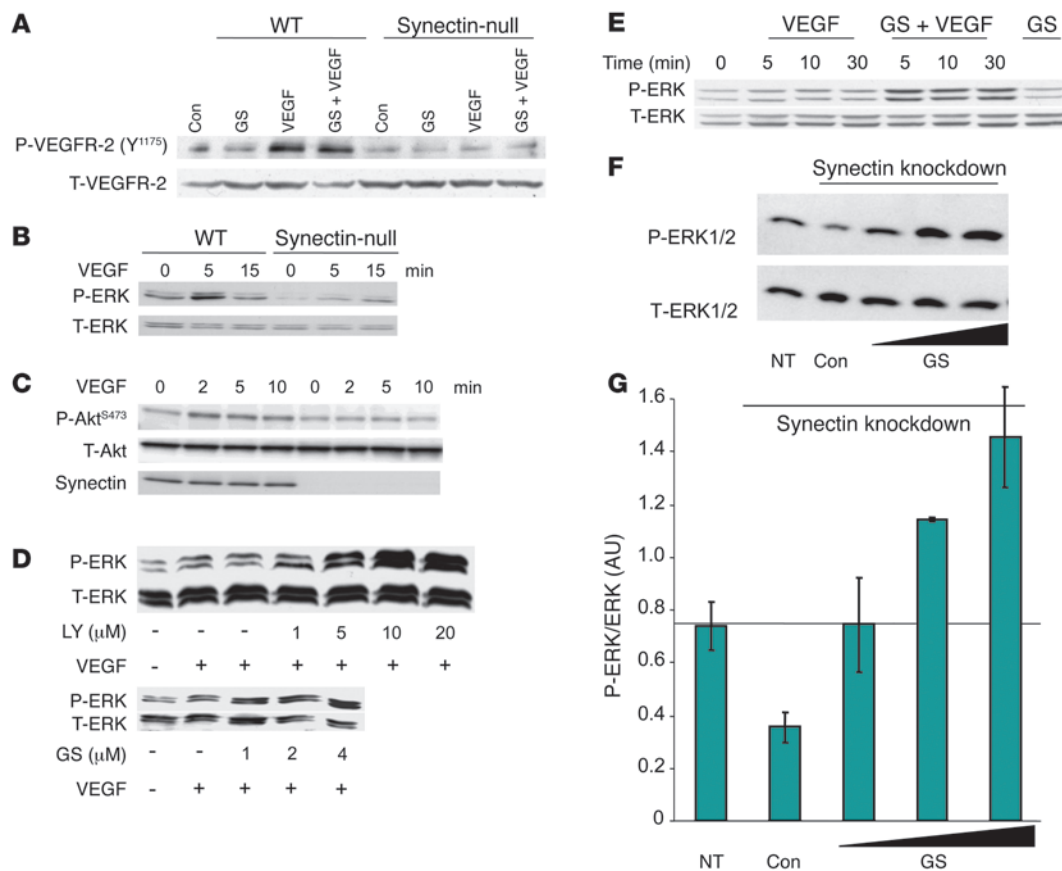 A
WT Synectin-null
Con GS VEGF GS + VEGF Con GS VEGF GS + VEGF
P-VEGFR-2 (Y1175)
T-VEGFR-2
B
WT Synectin-null
VEGF 0 5 15 0 5 15 min
P-ERK
T-ERK
C
VEGF 0 2 5 10 0 2 5 10 min
P-AktS473
T-Akt
Synectin
D
P-ERK
T-ERK
LY (μM) - - - 1 5 10 20
VEGF - + + + + + +
P-ERK
T-ERK
GS (μM) - - 1 2 4
VEGF - + + + +
E
VEGF GS + VEGF GS
Time (min) 0 5 10 30 5 10 30
P-ERK
T-ERK
F
Synectin knockdown
P-ERK1/2
T-ERK1/2
NT Con GS
G
Synectin knockdown
P-ERK/ERK (AU)
1.6
1.4
1.2
1.0
0.8
0.6
0.4
0.2
0
NT Con GS